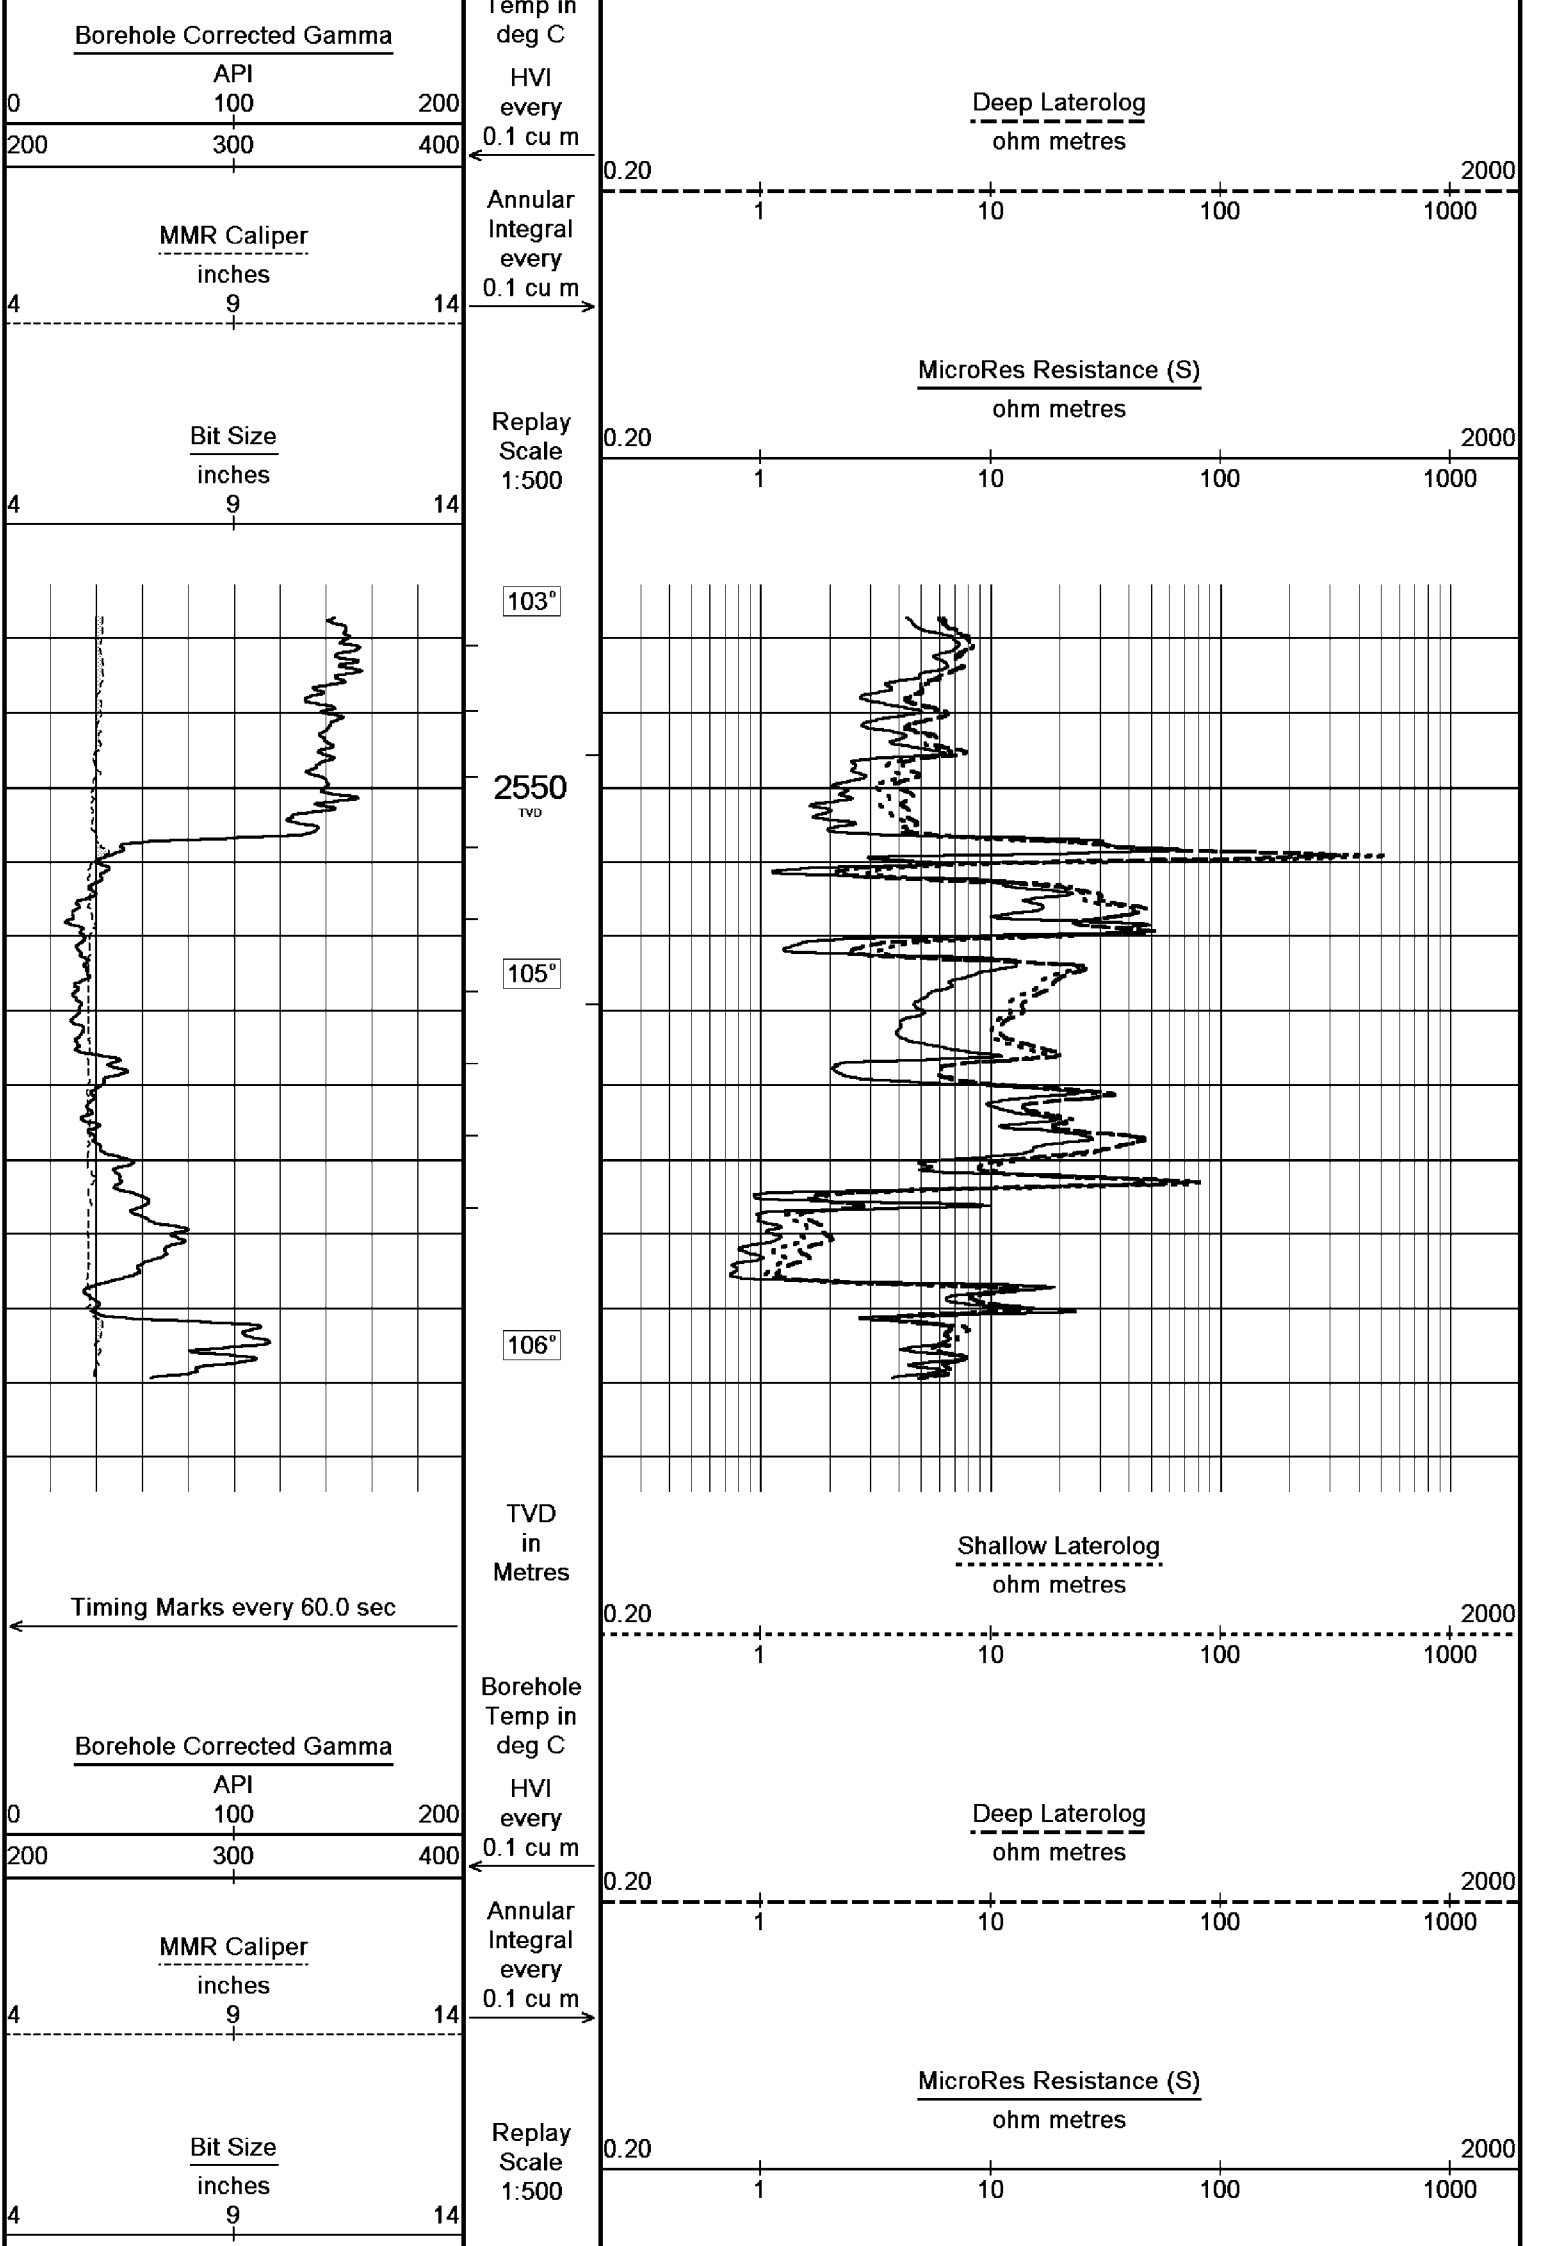 Temp in
deg C
HVI
every
0.1 cu m
Annular
Integral
every
0.1 cu m
Replay
Scale
1:500
Borehole Corrected Gamma
API
0 100 200
200 300 400
MMR Caliper
inches
4 9 14
Bit Size
inches
4 9 14
Deep Laterolog
ohm metres
0.20 2000
1 10 100 1000
MicroRes Resistance (S)
ohm metres
0.20 2000
1 10 100 1000
103°
2550
TVD
105°
106°
TVD
in
Metres
Timing Marks every 60.0 sec
Shallow Laterolog
ohm metres
0.20 2000
1 10 100 1000
Borehole
Temp in
deg C
HVI
every
0.1 cu m
Annular
Integral
every
0.1 cu m
Replay
Scale
1:500
Borehole Corrected Gamma
API
0 100 200
200 300 400
MMR Caliper
inches
4 9 14
Bit Size
inches
4 9 14
Deep Laterolog
ohm metres
0.20 2000
1 10 100 1000
MicroRes Resistance (S)
ohm metres
0.20 2000
1 10 100 1000